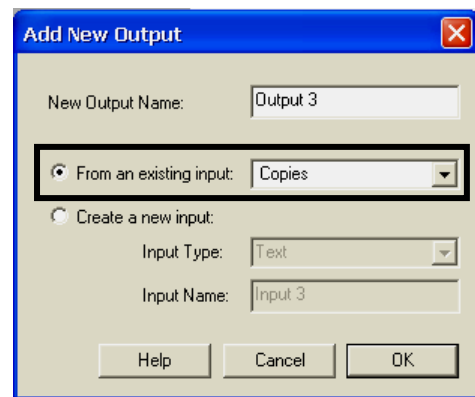 Add New Output
New Output Name: Output 3
From an existing input: Copies
Create a new input:
Input Type: Text
Input Name: Input 3
Help Cancel OK